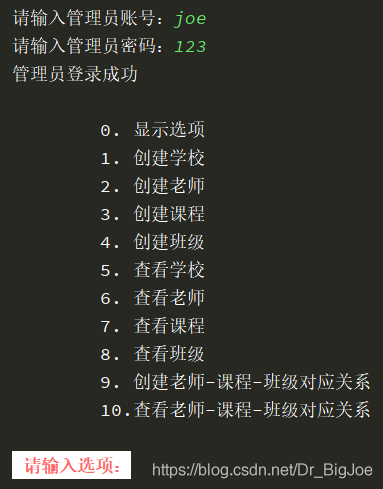 请输入管理员账号：joe
请输入管理员密码：123
管理员登录成功
0. 显示选项
1. 创建学校
2. 创建老师
3. 创建课程
4. 创建班级
5. 查看学校
6. 查看老师
7. 查看课程
8. 查看班级
9. 创建老师-课程-班级对应关系
10.查看老师-课程-班级对应关系
请输入选项： https://blog.csdn.net/Dr_BigJoe